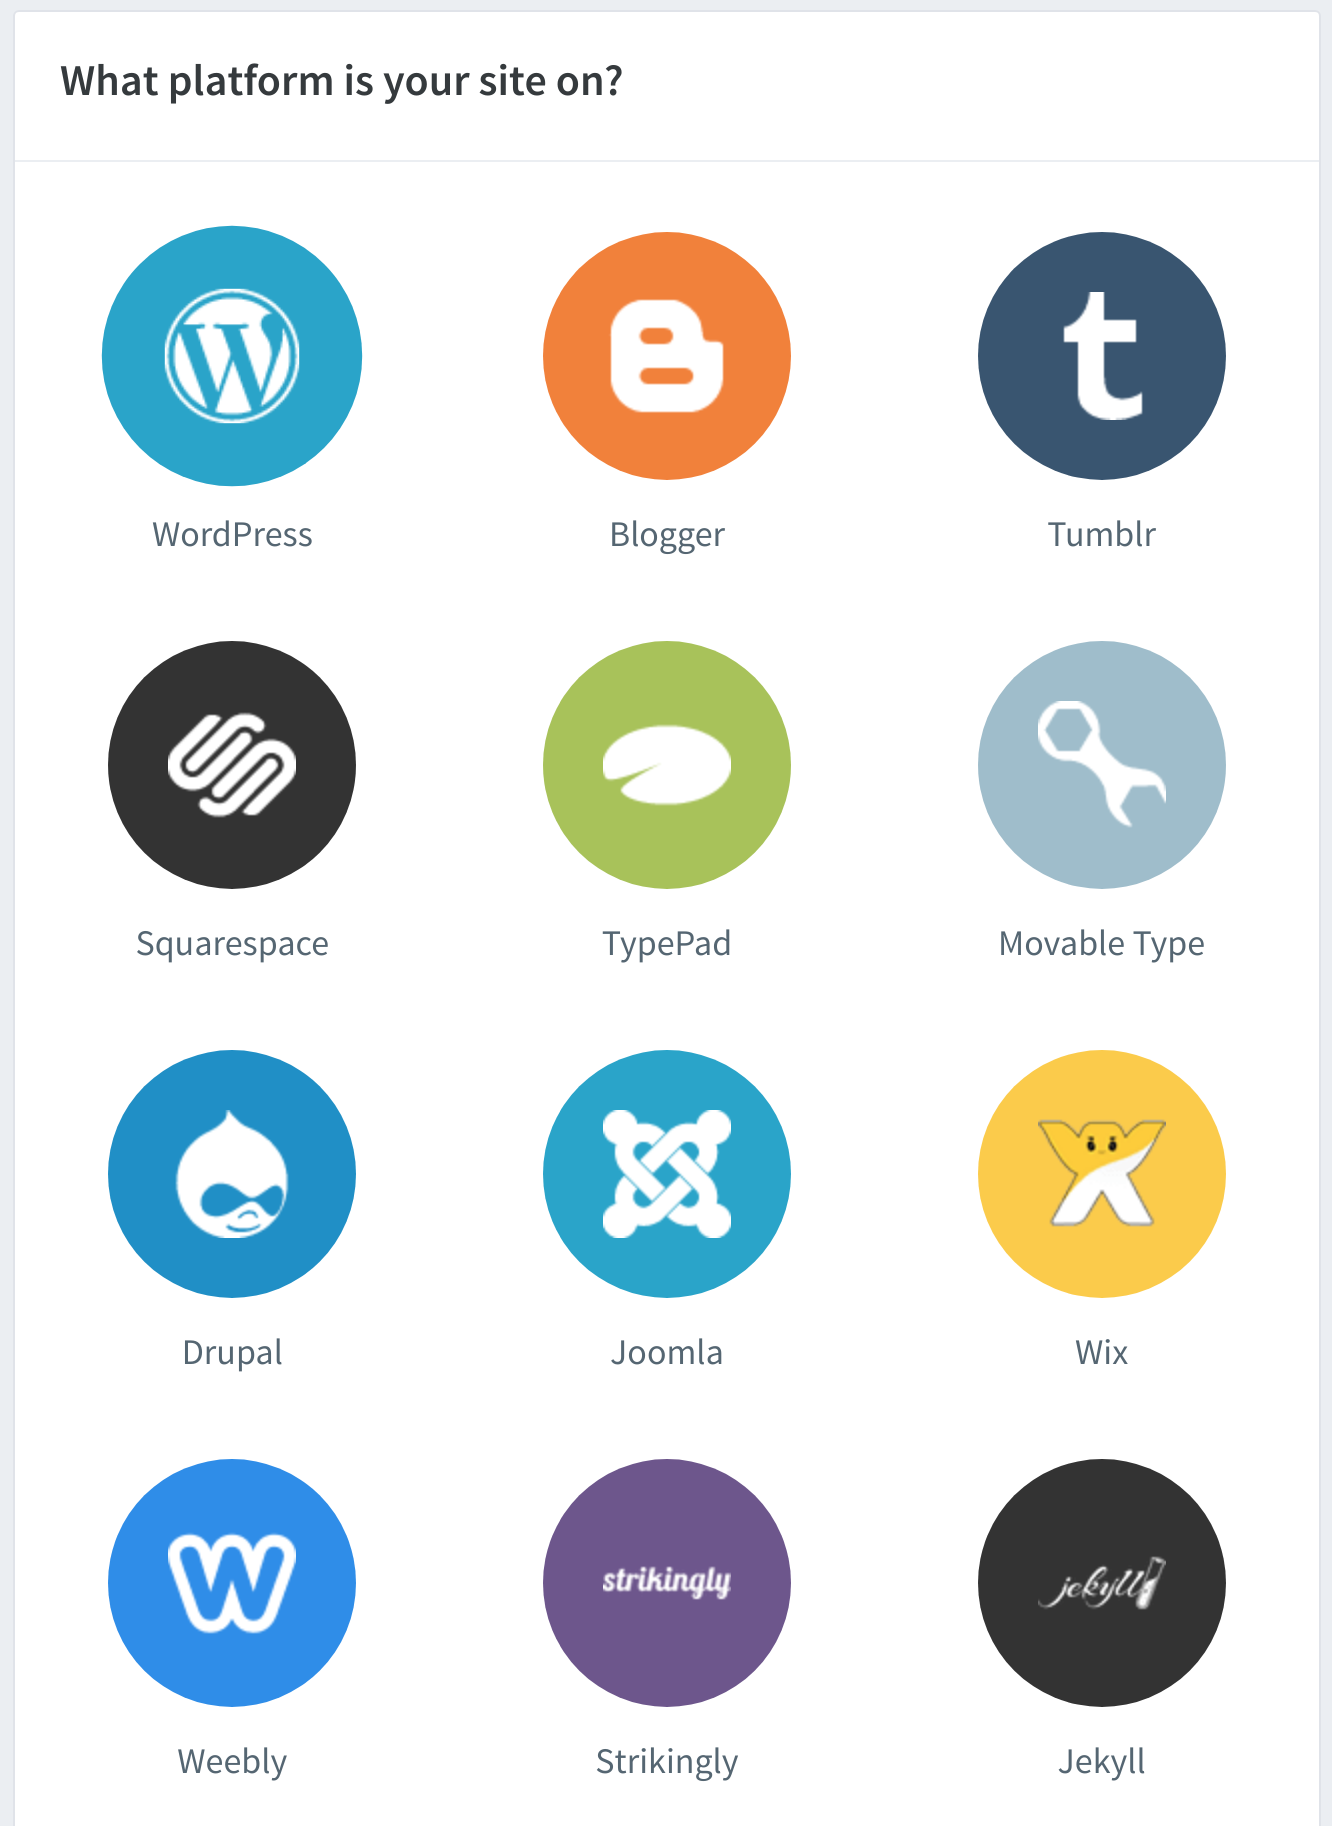 What platform is your site on?
WordPress
Blogger
Tumblr
Squarespace
TypePad
Movable Type
Drupal
Joomla
Wix
strikingly
jekyll
Weebly
Strikingly
Jekyll